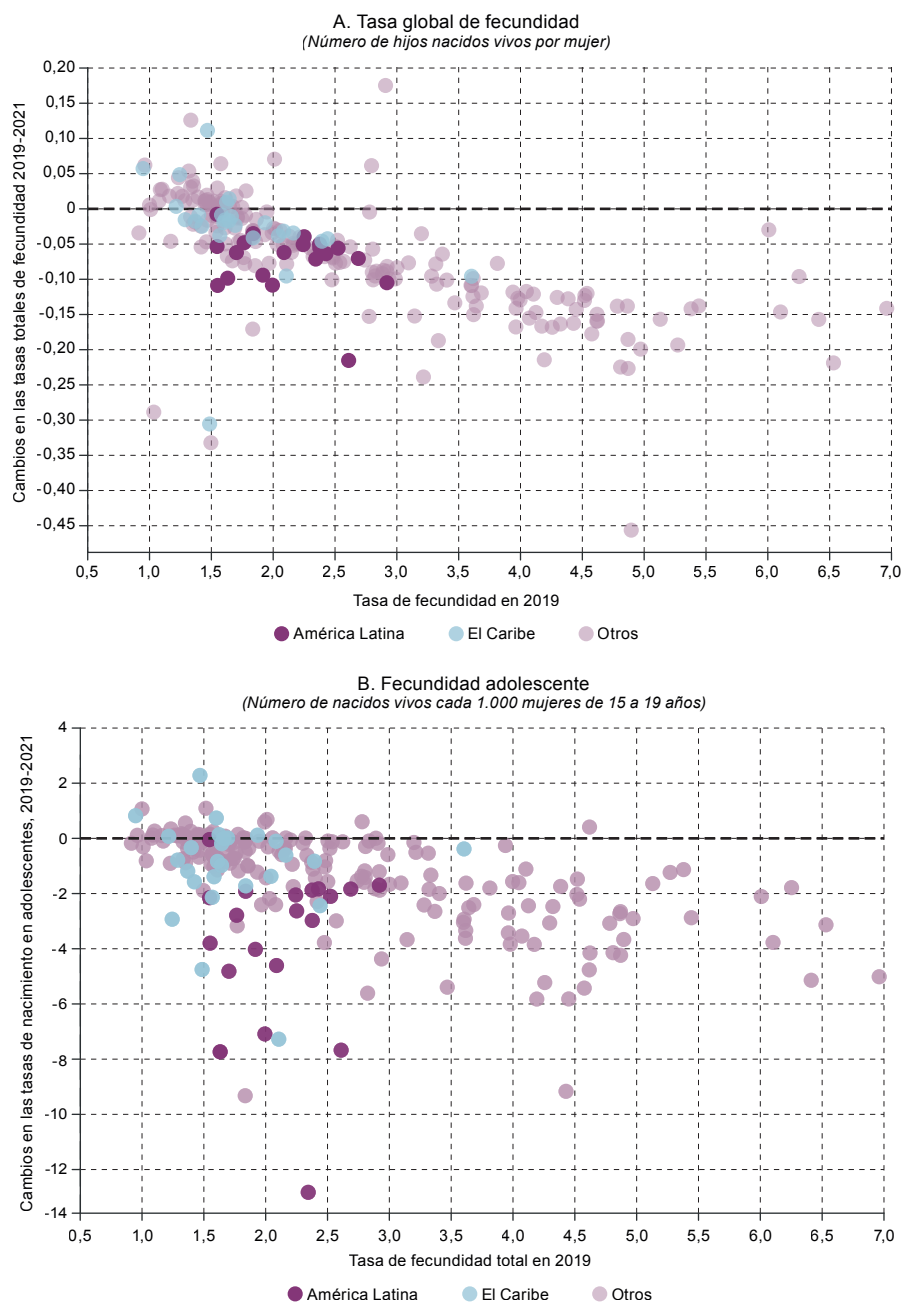 A. Tasa global de fecundidad
(Número de hijos nacidos vivos por mujer)
Cambios en las tasas totales de fecundidad 2019-2021
0,20
0,15
0,10
0,05
0
-0,05
-0,10
-0,15
-0,20
-0,25
-0,30
-0,35
-0,40
-0,45
0,5 1,0 1,5 2,0 2,5 3,0 3,5 4,0 4,5 5,0 5,5 6,0 6,5 7,0
Tasa de fecundidad en 2019
América Latina El Caribe Otros
B. Fecundidad adolescente
(Número de nacidos vivos cada 1.000 mujeres de 15 a 19 años)
Cambios en las tasas de nacimiento en adolescentes, 2019-2021
4
2
0
-2
-4
-6
-8
-10
-12
-14
0,5 1,0 1,5 2,0 2,5 3,0 3,5 4,0 4,5 5,0 5,5 6,0 6,5 7,0
Tasa de fecundidad total en 2019
América Latina El Caribe Otros